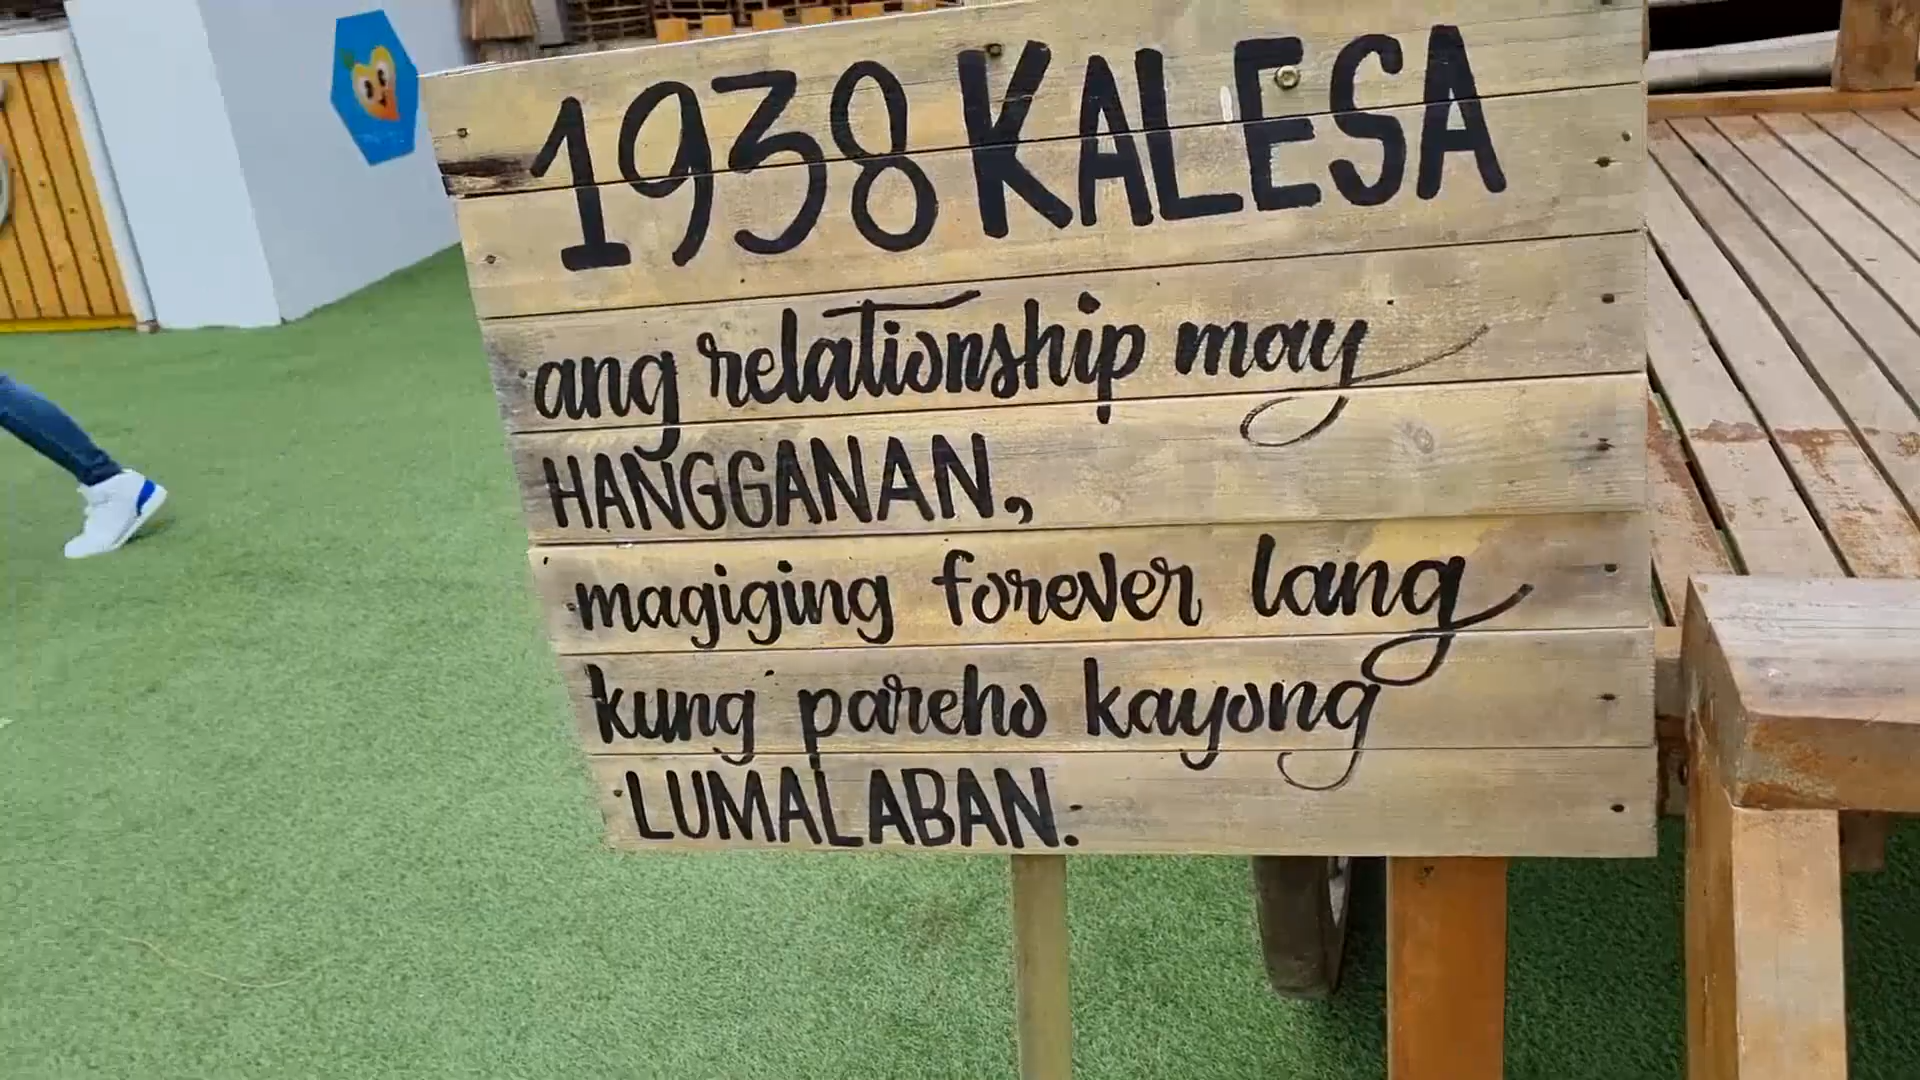 1938 KALESA
ang relationship may
HANGGANAN,
magiging forever lang
kung pareho kayong
LUMALABAN.